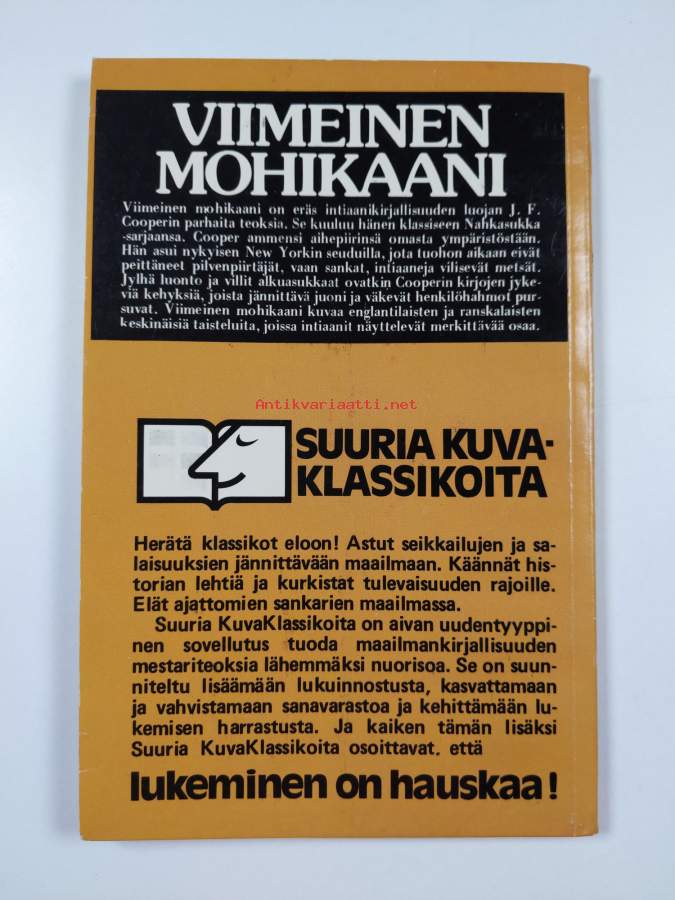 VIIMEINEN
MOHIKAANI
Viimeinen mohikaani on eräs intiaanikirjallisuuden luojan J. F.
Cooperin parhaita teoksia. Se kuuluu hänen klassiseen Nahkasukka
-sarjaansa. Cooper ammensi aihepiirinsä omasta ympäristöstään.
Hän asui nykyisen New Yorkin seuduilla, jota tuohon aikaan eivät
peittäneet pilvenpiirtäjät, vaan sankat, intiaaneja vilisevät metsät.
Jylhä luonto ja villit alkuasukkaat ovatkin Cooperin kirjojen jyke-
viä kehyksiä, joista jännittävä juoni ja väkevät henkilöhahmot pur-
suvat. Viimeinen mohikaani kuvaa englantilaisten ja ranskalaisten
keskinäisiä taisteluita, joissa intiaanit näyttelevät merkittävää osaa.
Antikvariaatti.net
SUURIA KUVA-
KLASSIKOITA
Herätä klassikot eloon! Astut seikkailujen ja sa-
laisuuksien jännittävään maailmaan. Käännät his-
torian lehtiä ja kurkistat tulevaisuuden rajoille.
Elät ajattomien sankarien maailmassa.
Suuria KuvaKlassikoita on aivan uudentyyppi-
nen sovellutus tuoda maailmankirjallisuuden
mestariteoksia lähemmäksi nuorisoa. Se on suun-
niteltu lisäämään lukuinnostusta, kasvattamaan
ja vahvistamaan sanavarastoa ja kehittämään lu-
kemisen harrastusta. Ja kaiken tämän lisäksi
Suuria KuvaKlassikoita osoittavat, että
lukeminen on hauskaa!